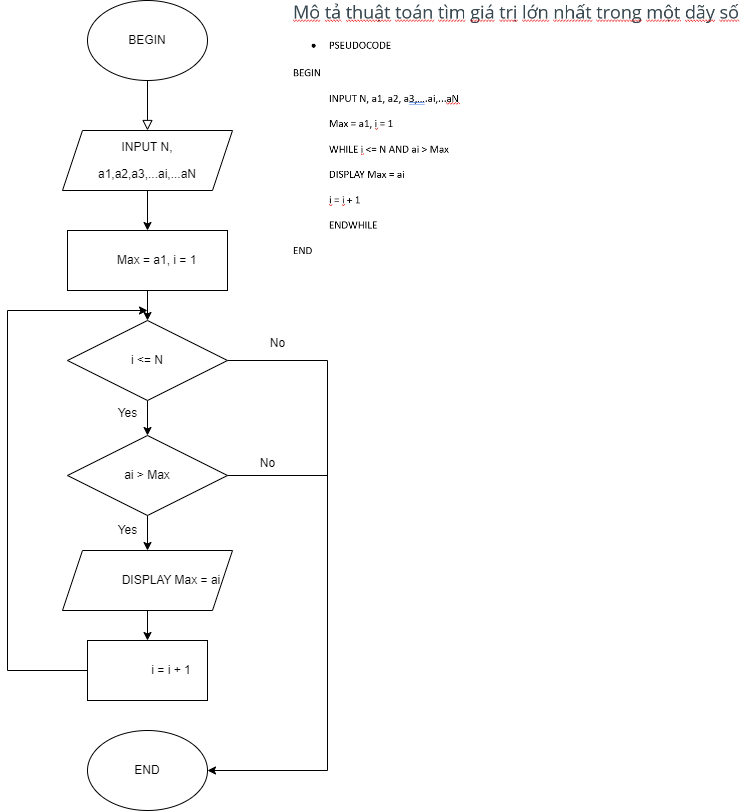 Mô tả thuật toán tìm giá trị lớn nhất trong một dãy số
• PSEUDOCODE
BEGIN
INPUT N, a1, a2, a3,....ai,...aN
Max = a1, i = 1
WHILE i <= N AND ai > Max
DISPLAY Max = ai
i = i + 1
ENDWHILE
END
BEGIN
INPUT N,
a1,a2,a3,...ai,...aN
Max = a1, i = 1
i <= N
No
Yes
ai > Max
No
Yes
DISPLAY Max = ai
i = i + 1
END